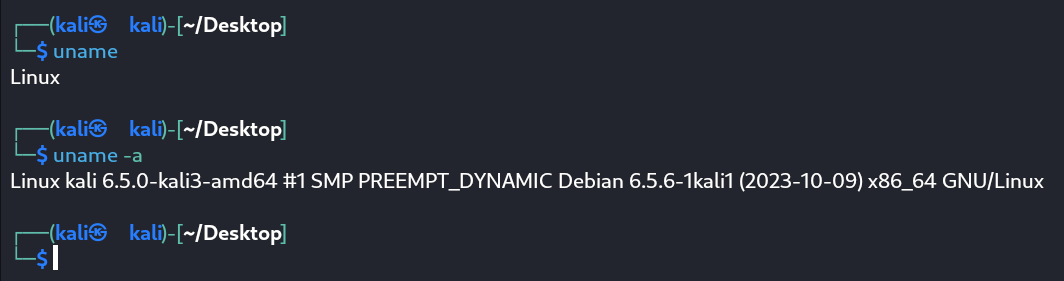 ┌──(kali㉿kali)-[~/Desktop]
└─$ uname
Linux
┌──(kali㉿kali)-[~/Desktop]
└─$ uname -a
Linux kali 6.5.0-kali3-amd64 #1 SMP PREEMPT_DYNAMIC Debian 6.5.6-1kali1 (2023-10-09) x86_64 GNU/Linux
┌──(kali㉿kali)-[~/Desktop]
└─$